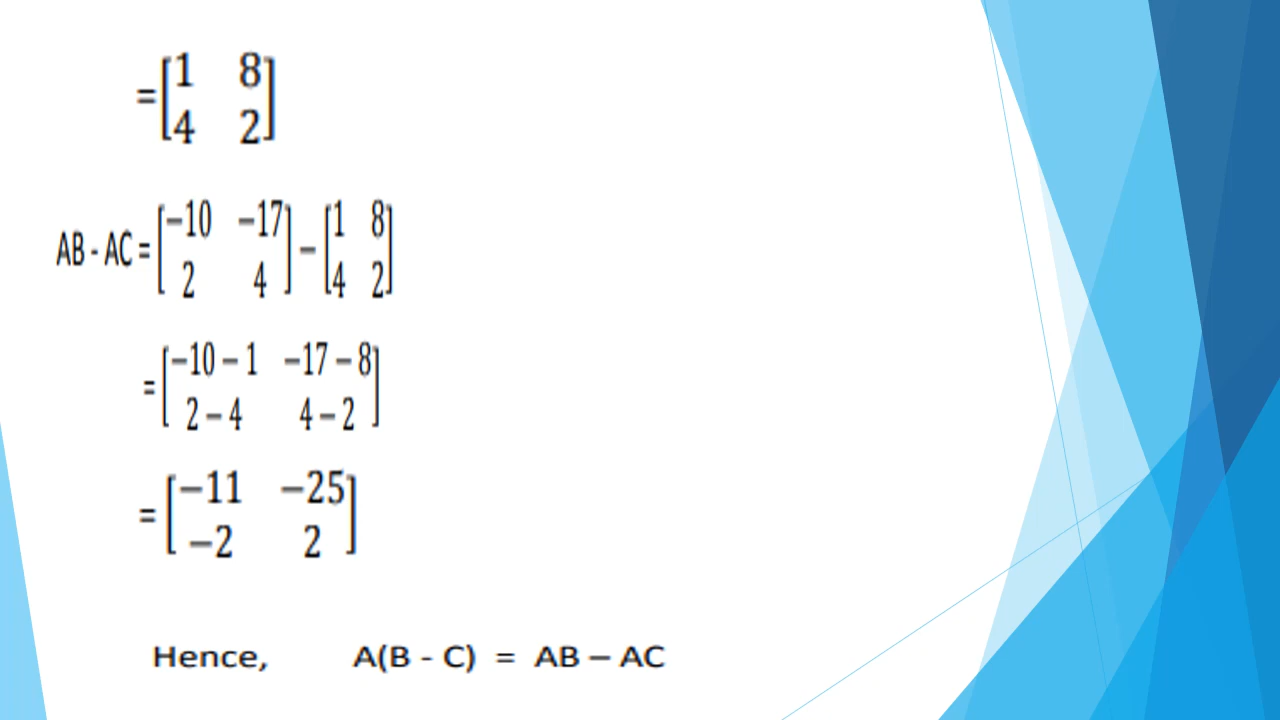 =[1 8
4 2]
AB - AC = [−10 −17
2 4] − [1 8
4 2]
= [−10 − 1 −17 − 8
2 − 4 4 − 2]
= [−11 −25
−2 2]
Hence, A(B - C) = AB – AC